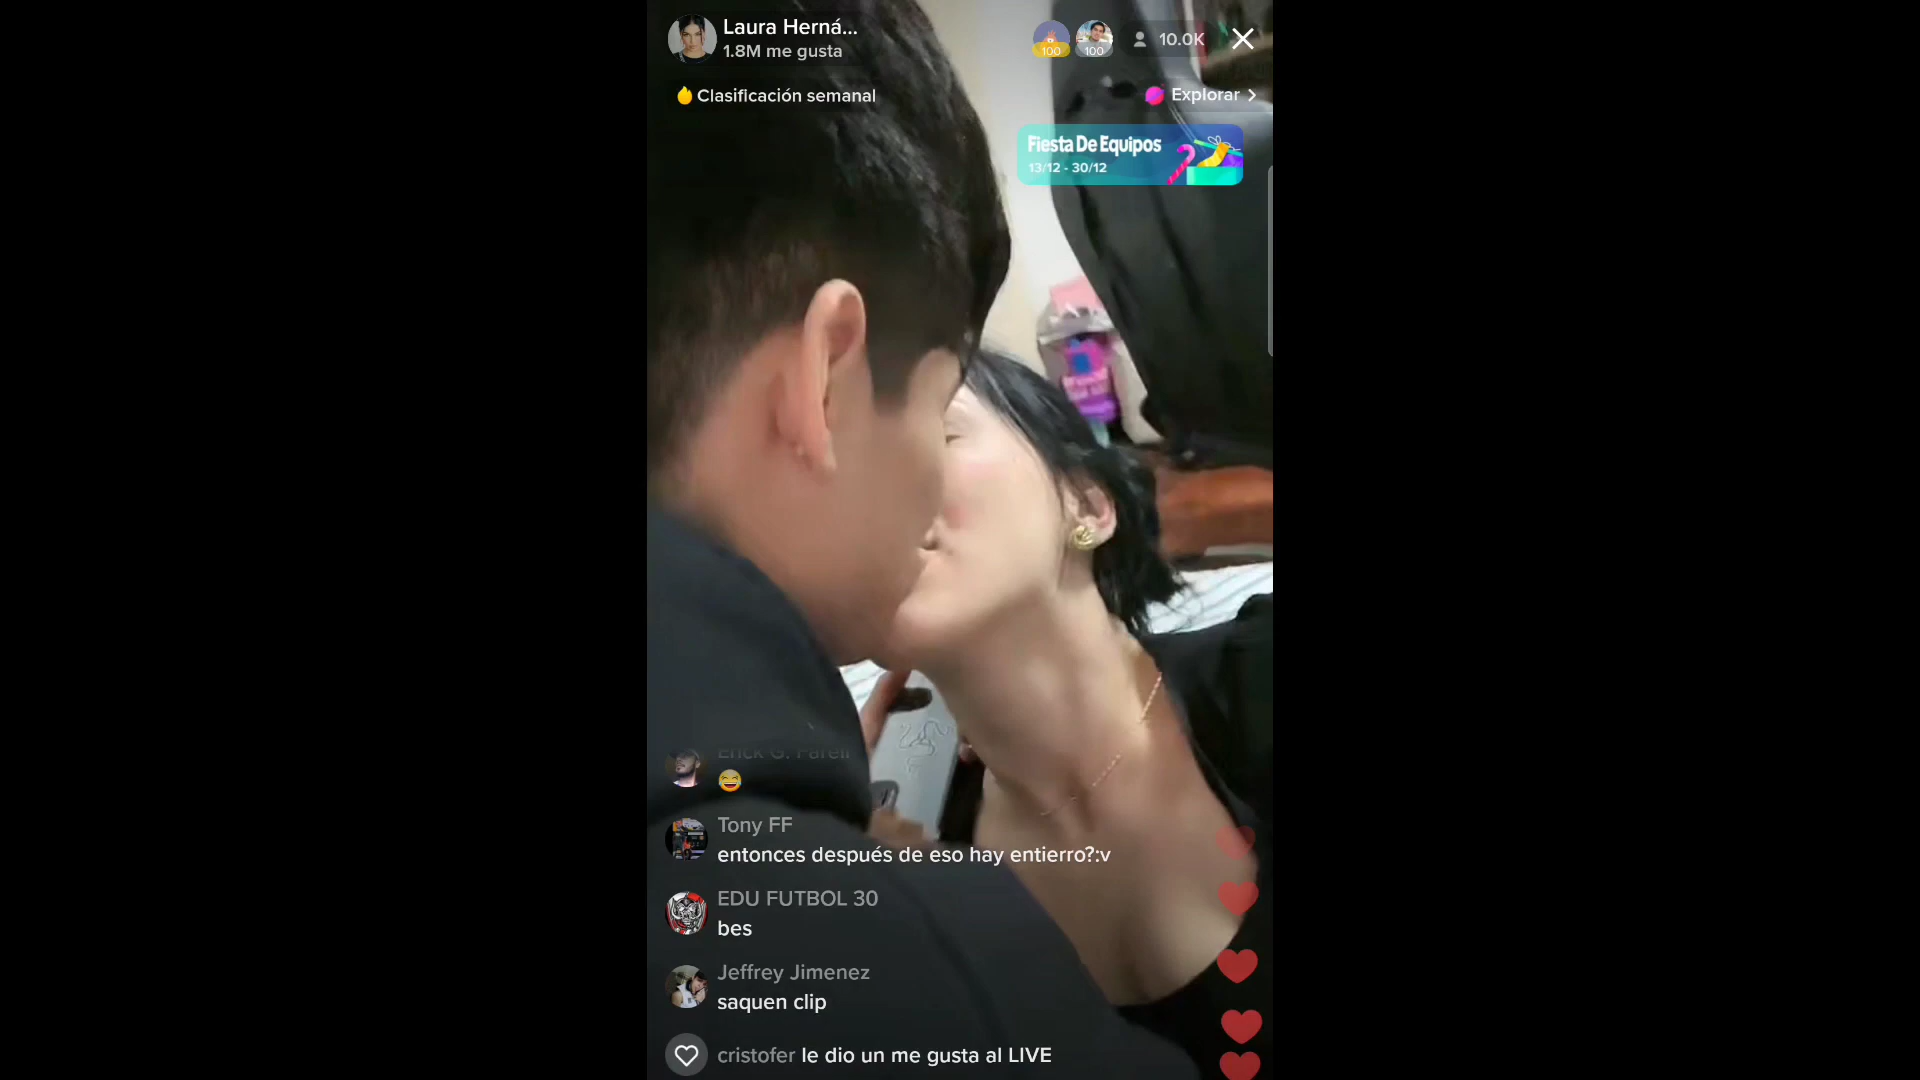 Laura Herná...
1.8M me gusta
100
100
10.0K
Clasificación semanal
Explorar
Fiesta De Equipos
13/12 - 30/12
Erick G. Farell
Tony FF
entonces después de eso hay entierro?:v
EDU FUTBOL 30
bes
Jeffrey Jimenez
saquen clip
cristofer le dio un me gusta al LIVE